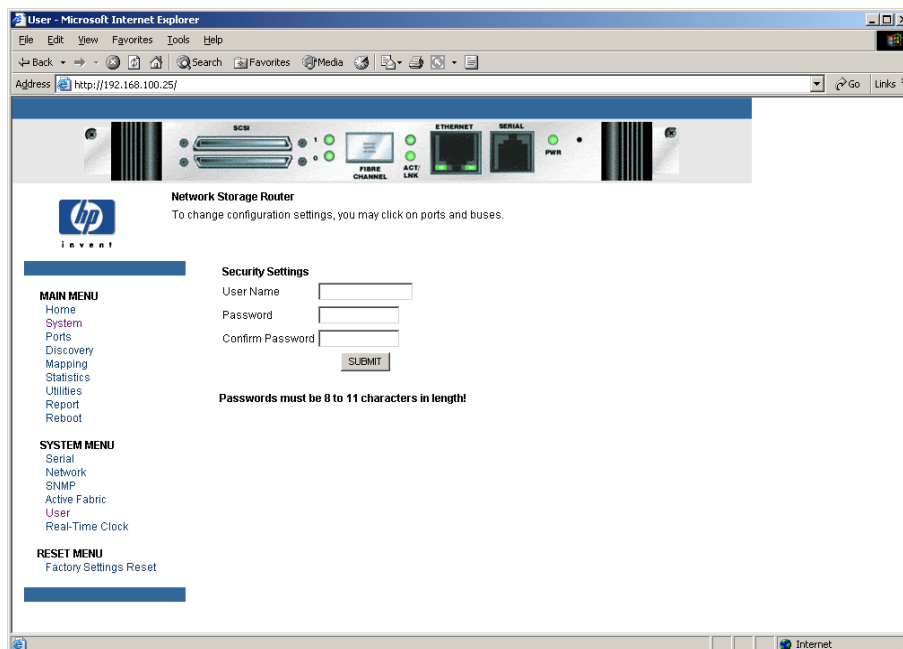 User - Microsoft Internet Explorer
File Edit View Favorites Tools Help
Back Search Favorites Media
Address http://192.168.100.25/ Go Links
SCSI
ETHERNET
SERIAL
1
0
FIBRE CHANNEL
ACT/ LNK
PWR
hp
invent
Network Storage Router
To change configuration settings, you may click on ports and buses.
MAIN MENU
Home
System
Ports
Discovery
Mapping
Statistics
Utilities
Report
Reboot
SYSTEM MENU
Serial
Network
SNMP
Active Fabric
User
Real-Time Clock
RESET MENU
Factory Settings Reset
Security Settings
User Name
Password
Confirm Password
SUBMIT
Passwords must be 8 to 11 characters in length!
Internet